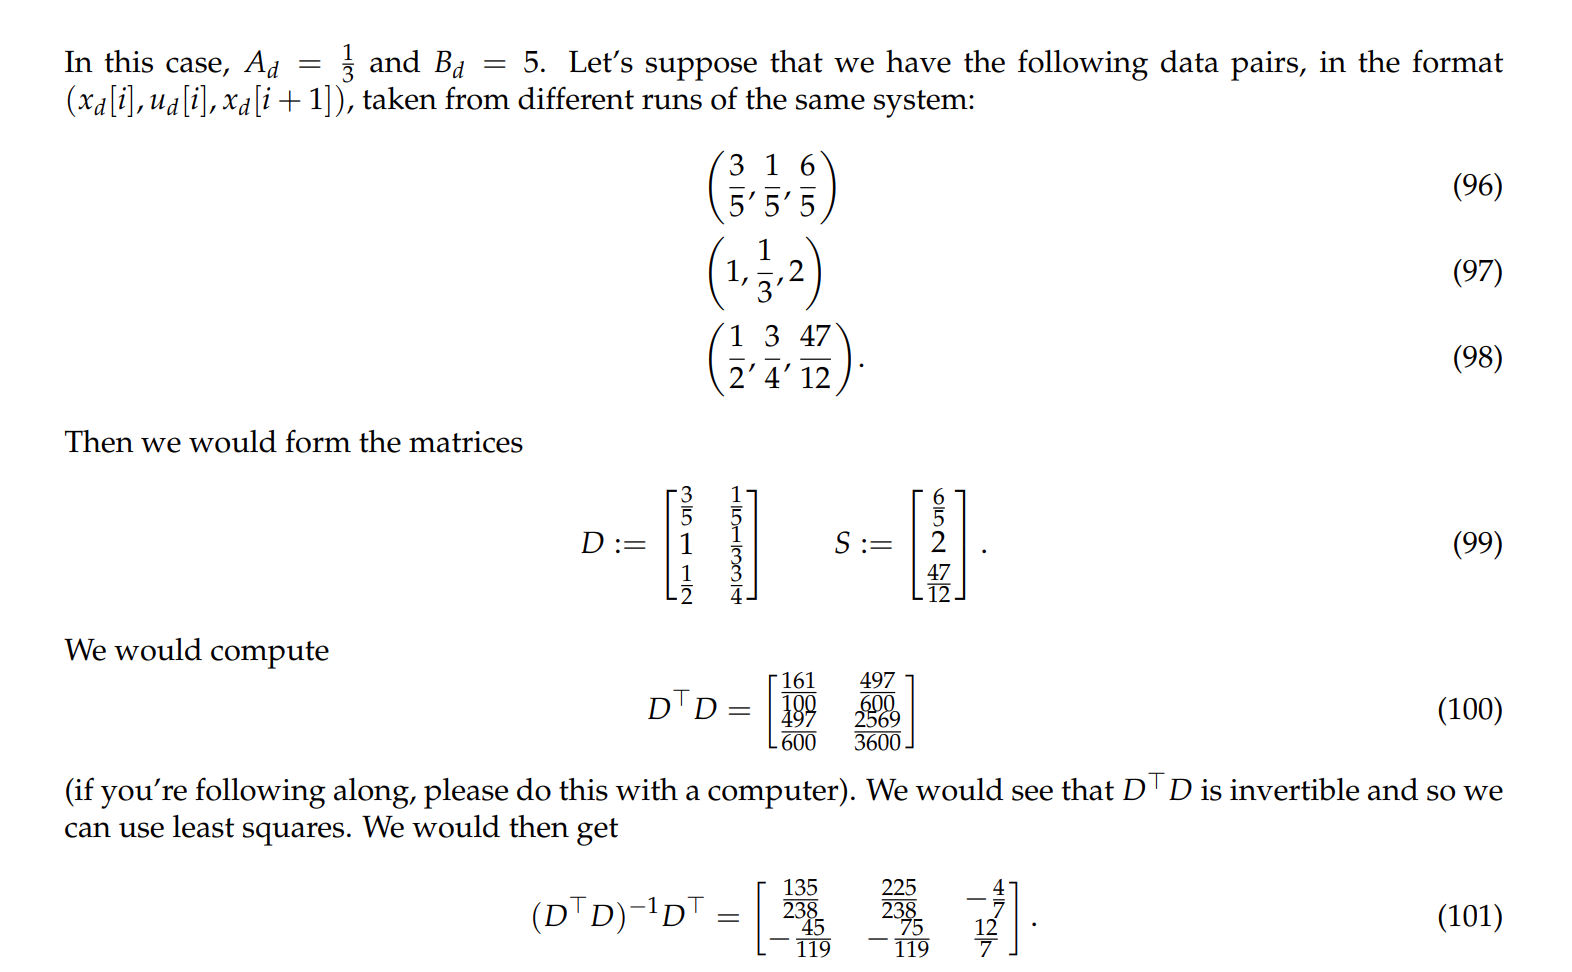 In this case, $A_d = \frac{1}{3}$ and $B_d = 5$. Let's suppose that we have the following data pairs, in the format
$(x_d[i], u_d[i], x_d[i+1])$, taken from different runs of the same system:
$\left(\frac{3}{5}, \frac{1}{5}, \frac{6}{5}\right)$ (96)
$\left(1, \frac{1}{3}, 2\right)$ (97)
$\left(\frac{1}{2}, \frac{3}{4}, \frac{47}{12}\right).$ (98)
Then we would form the matrices
$D := \begin{bmatrix} \frac{3}{5} & \frac{1}{5} \\ 1 & \frac{1}{3} \\ \frac{1}{2} & \frac{3}{4} \end{bmatrix} \quad S := \begin{bmatrix} \frac{6}{5} \\ 2 \\ \frac{47}{12} \end{bmatrix}.$ (99)
We would compute
$D^\top D = \begin{bmatrix} \frac{161}{100} & \frac{497}{600} \\ \frac{497}{600} & \frac{2569}{3600} \end{bmatrix}$ (100)
(if you're following along, please do this with a computer). We would see that $D^\top D$ is invertible and so we
can use least squares. We would then get
$(D^\top D)^{-1} D^\top = \begin{bmatrix} \frac{135}{238} & \frac{225}{238} & -\frac{4}{7} \\ -\frac{45}{119} & -\frac{75}{119} & \frac{12}{7} \end{bmatrix}.$ (101)